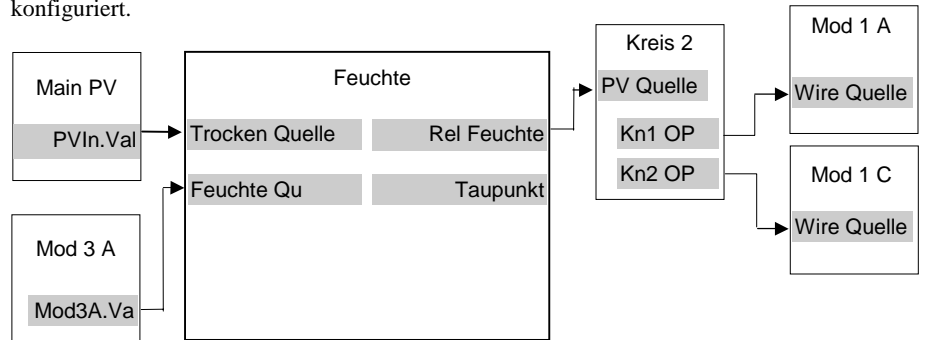 konfiguriert.
Main PV
PVIn.Val
Mod 3 A
Mod3A.Va
Feuchte
Trocken Quelle
Rel Feuchte
Feuchte Qu
Taupunkt
Kreis 2
PV Quelle
Kn1 OP
Kn2 OP
Mod 1 A
Wire Quelle
Mod 1 C
Wire Quelle